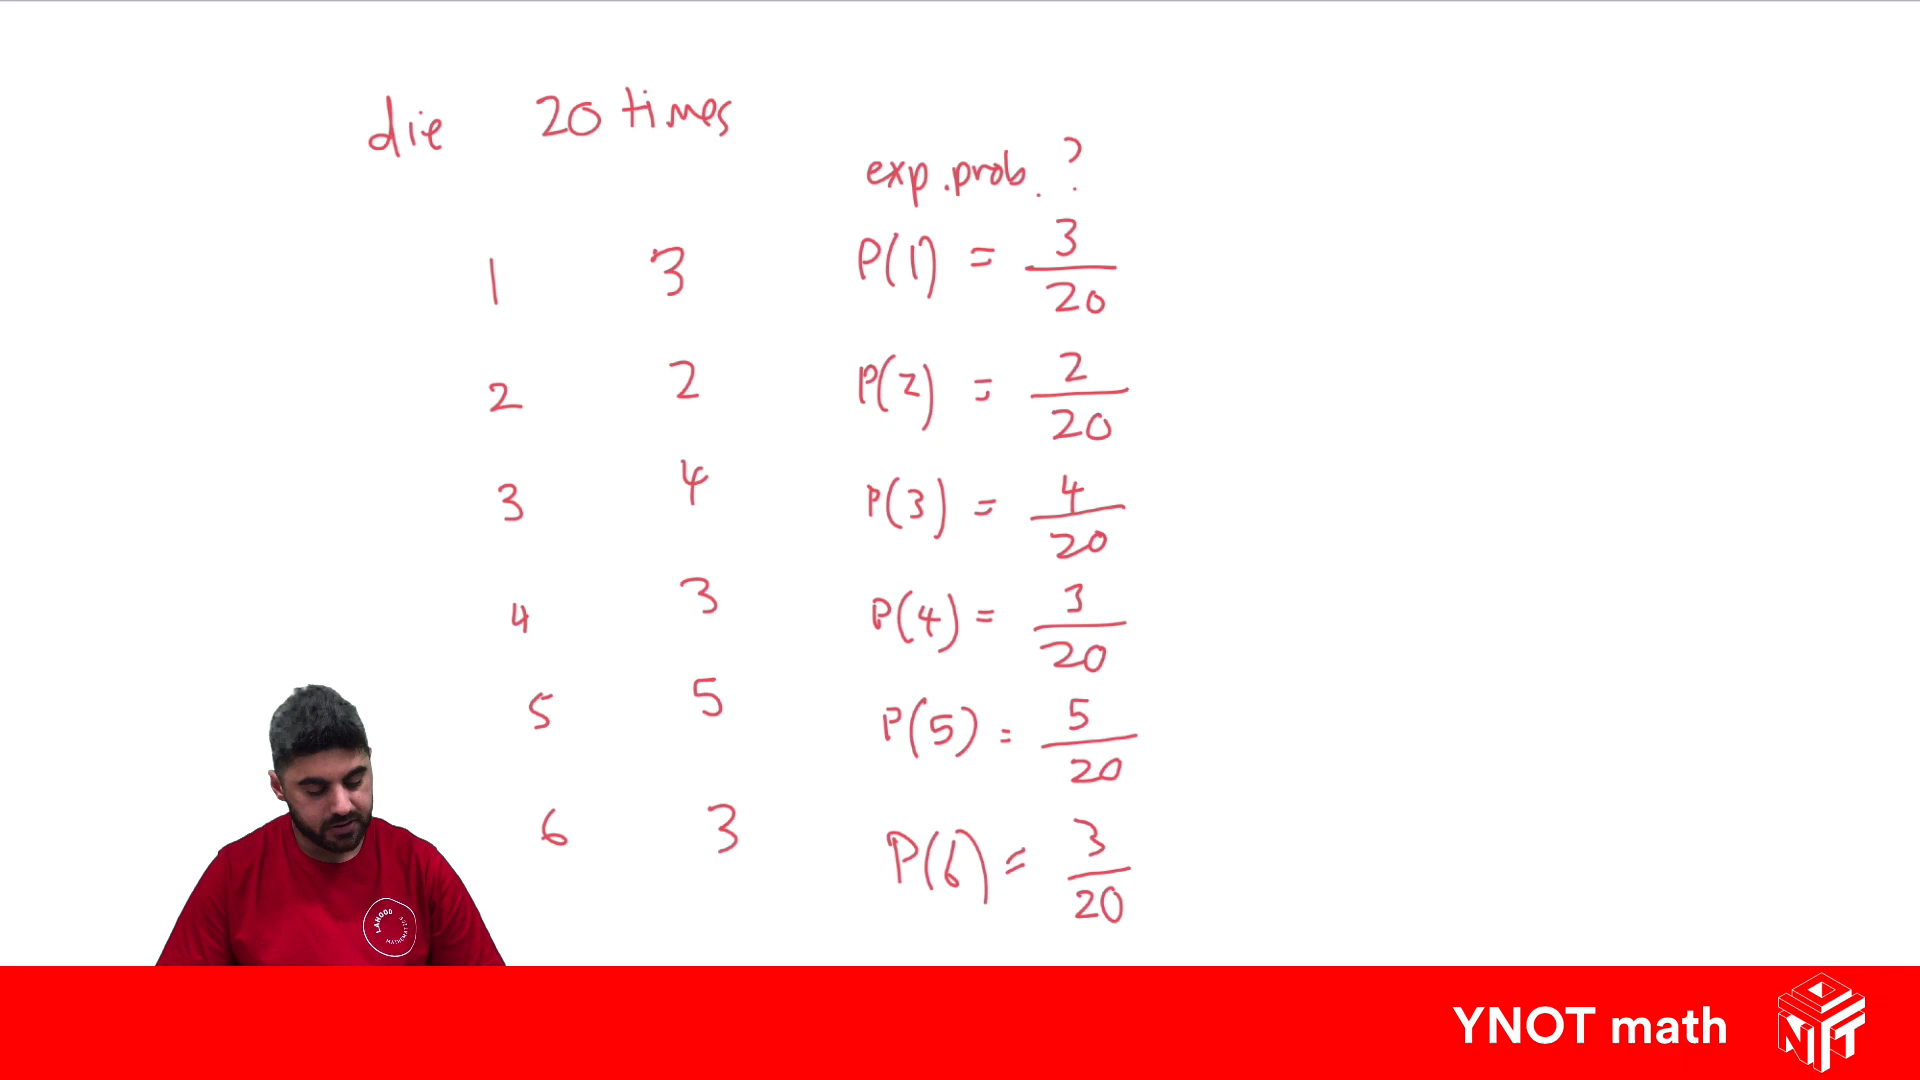 die 20 times
exp. prob. ?
1 3 P(1) = 3/20
2 2 P(2) = 2/20
3 4 P(3) = 4/20
4 3 P(4) = 3/20
5 5 P(5) = 5/20
6 3 P(6) = 3/20
LAHOOD
YNOT math